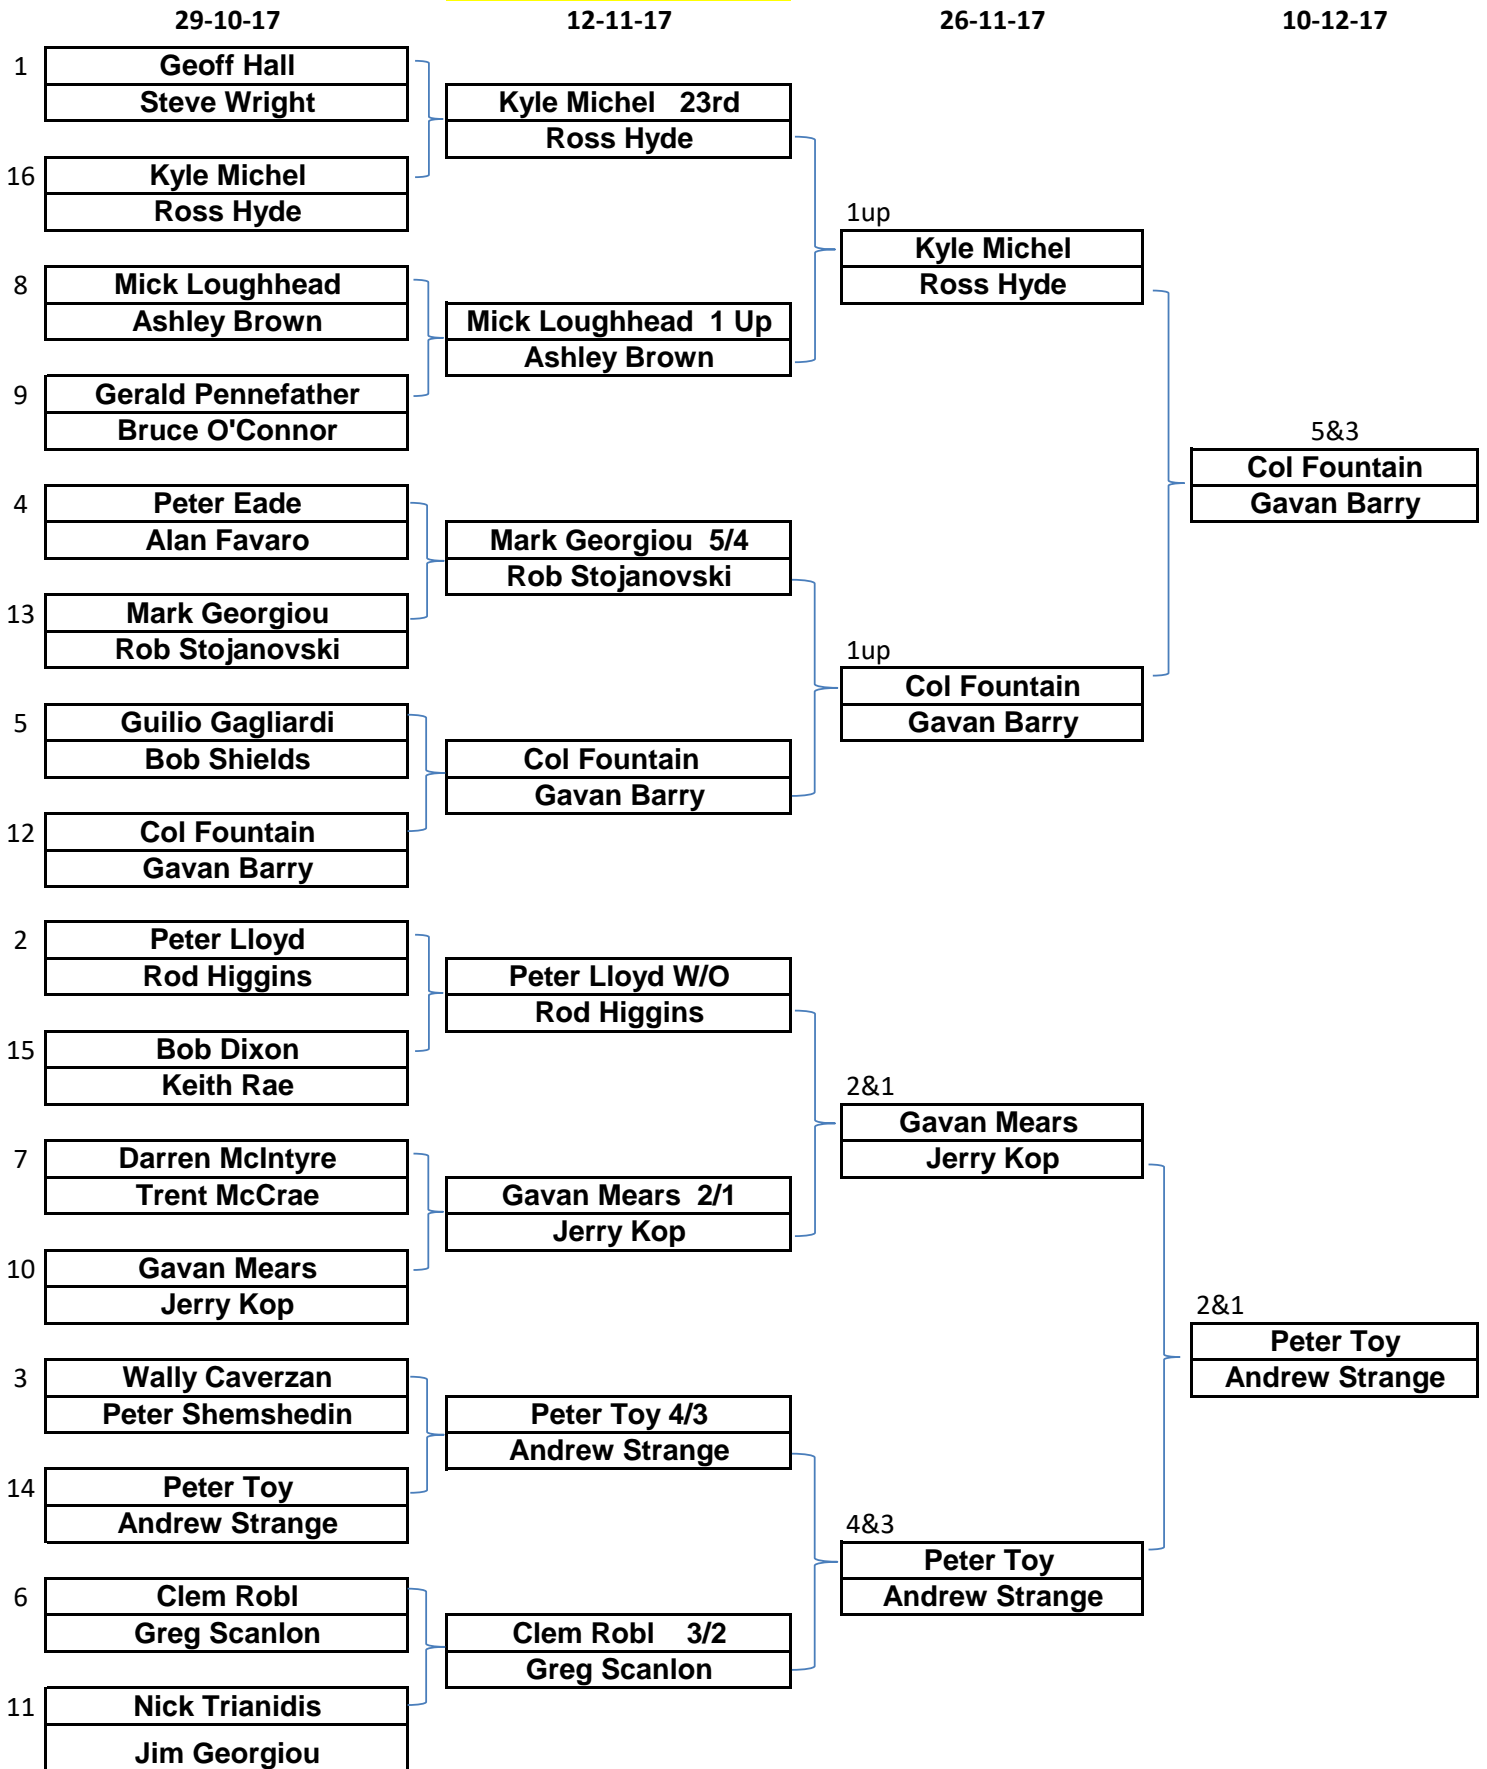 29-10-17 12-11-17 26-11-17 10-12-17
1 Geoff Hall
Steve Wright
16 Kyle Michel
Ross Hyde
8 Mick Loughhead
Ashley Brown
9 Gerald Pennefather
Bruce O'Connor
4 Peter Eade
Alan Favaro
13 Mark Georgiou
Rob Stojanovski
5 Guilio Gagliardi
Bob Shields
12 Col Fountain
Gavan Barry
2 Peter Lloyd
Rod Higgins
15 Bob Dixon
Keith Rae
7 Darren McIntyre
Trent McCrae
10 Gavan Mears
Jerry Kop
3 Wally Caverzan
Peter Shemshedin
14 Peter Toy
Andrew Strange
6 Clem Robl
Greg Scanlon
11 Nick Trianidis
Jim Georgiou
Kyle Michel 23rd
Ross Hyde
Mick Loughhead 1 Up
Ashley Brown
Mark Georgiou 5/4
Rob Stojanovski
Col Fountain
Gavan Barry
Peter Lloyd W/O
Rod Higgins
Gavan Mears 2/1
Jerry Kop
Peter Toy 4/3
Andrew Strange
Clem Robl 3/2
Greg Scanlon
1up
Kyle Michel
Ross Hyde
1up
Col Fountain
Gavan Barry
2&1
Gavan Mears
Jerry Kop
4&3
Peter Toy
Andrew Strange
5&3
Col Fountain
Gavan Barry
2&1
Peter Toy
Andrew Strange